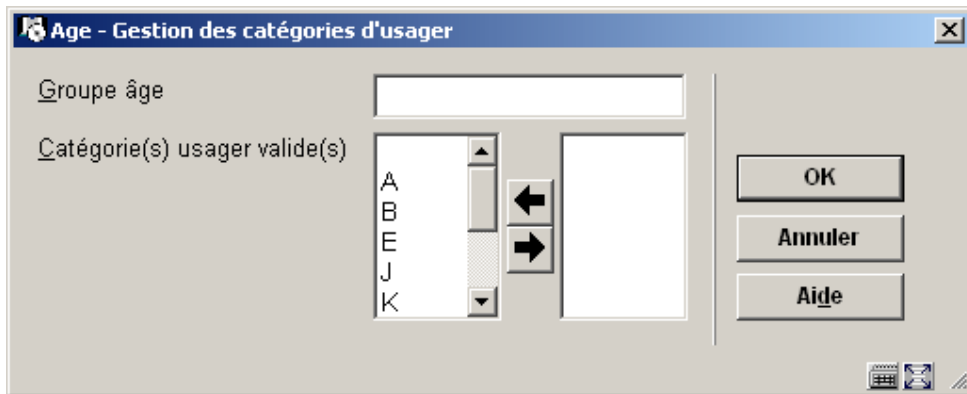 Age - Gestion des catégories d'usager
Groupe âge
Catégorie(s) usager valide(s)
A
B
E
J
K
OK
Annuler
Aide